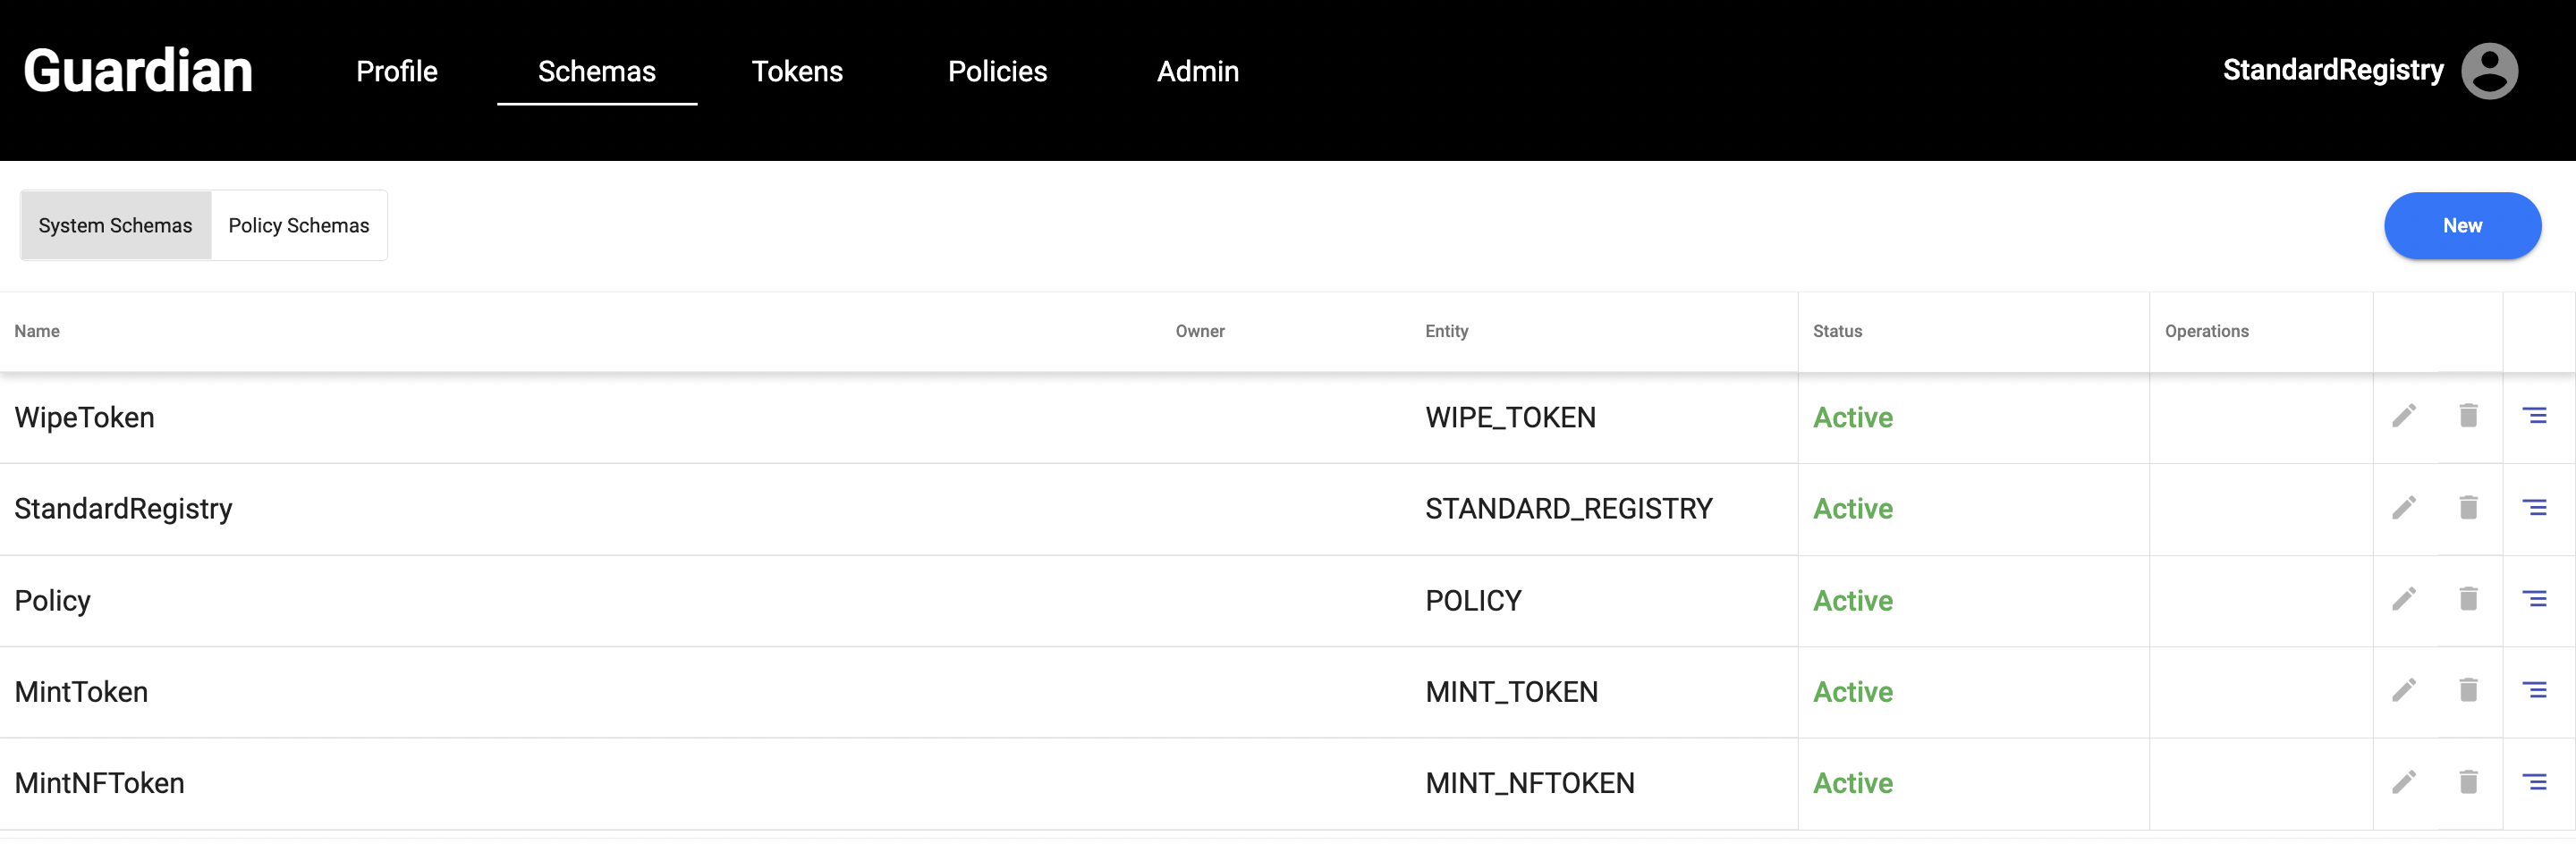 Guardian Profile Schemas Tokens Policies Admin StandardRegistry
System Schemas Policy Schemas New
Name Owner Entity Status Operations
WipeToken WIPE_TOKEN Active
StandardRegistry STANDARD_REGISTRY Active
Policy POLICY Active
MintToken MINT_TOKEN Active
MintNFToken MINT_NFTOKEN Active